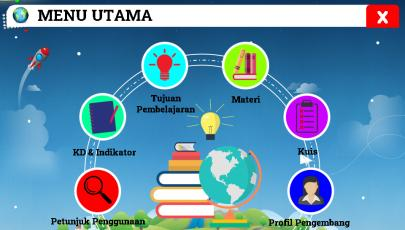 MENU UTAMA
X
Tujuan
Pembelajaran
Materi
KD & Indikator
Kuis
Petunjuk Penggunaan
Profil Pengembang